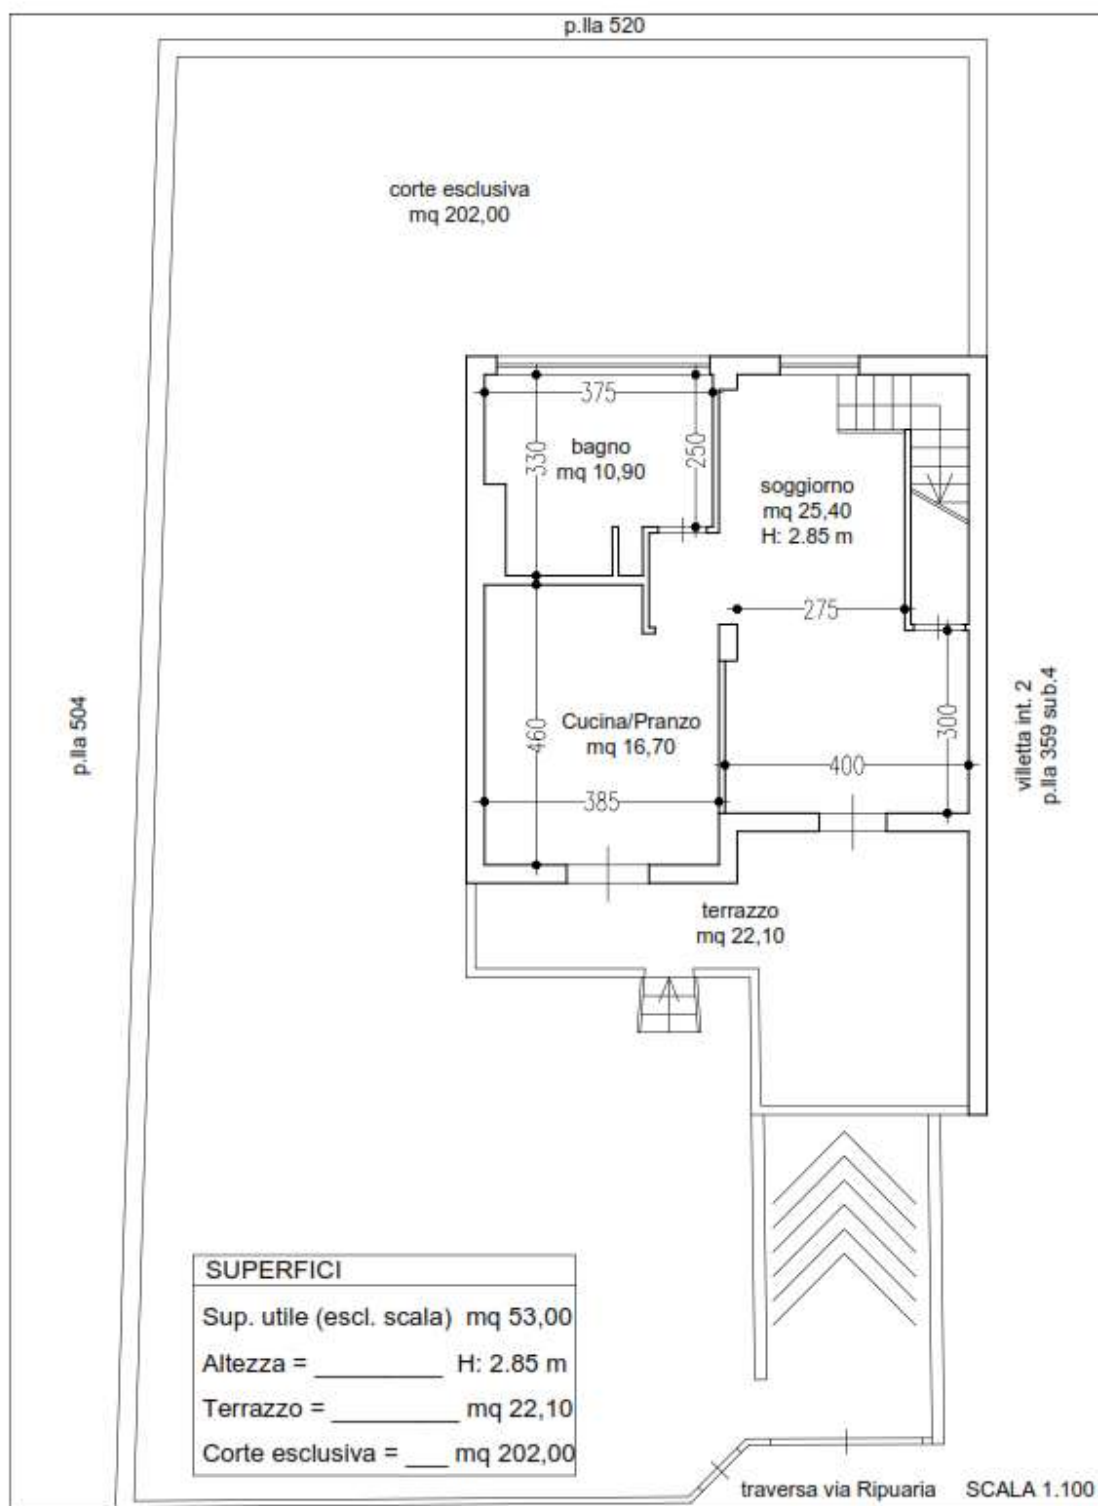 p.lla 520
corte esclusiva
mq 202,00
375
330
250
bagno
mq 10,90
soggiorno
mq 25,40
H: 2.85 m
275
460
Cucina/Pranzo
mq 16,70
300
400
385
p.lla 504
villetta int. 2
p.lla 359 sub.4
terrazzo
mq 22,10
SUPERFICI
Sup. utile (escl. scala) mq 53,00
Altezza = _________ H: 2.85 m
Terrazzo = _________ mq 22,10
Corte esclusiva = ___ mq 202,00
traversa via Ripuaria SCALA 1.100